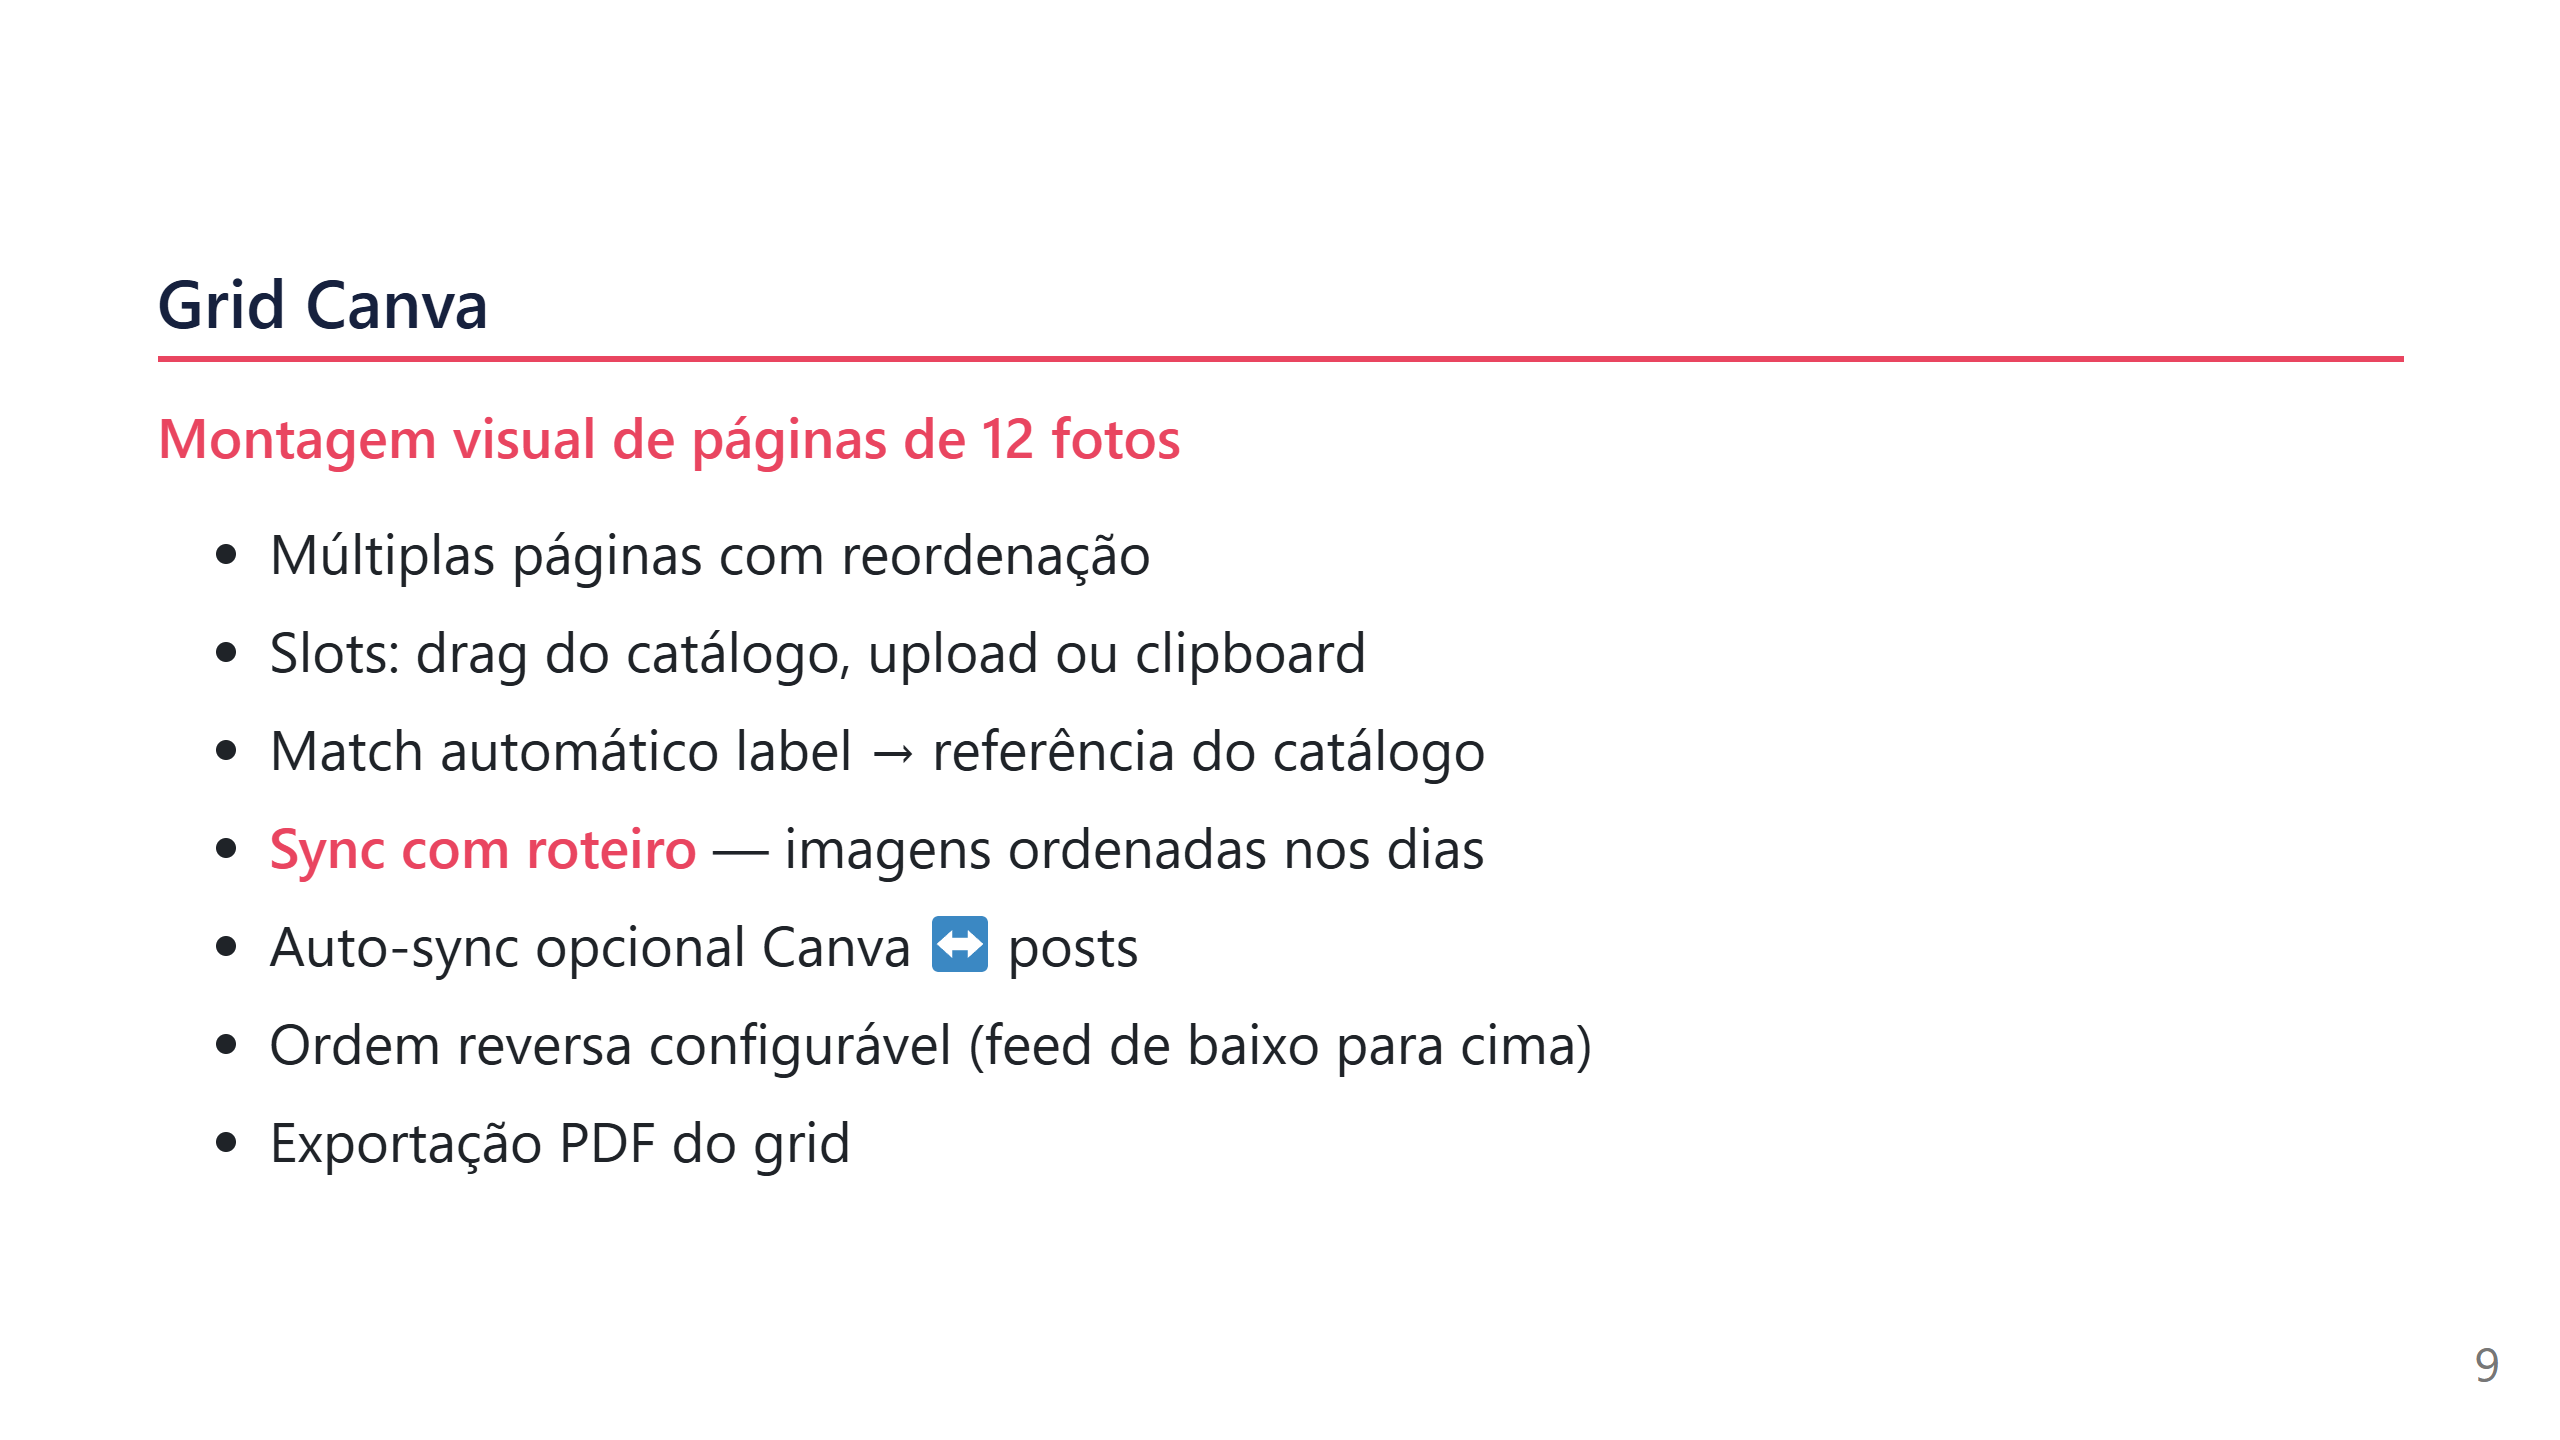 Grid Canva
Montagem visual de páginas de 12 fotos
• Múltiplas páginas com reordenação
• Slots: drag do catálogo, upload ou clipboard
• Match automático label → referência do catálogo
• Sync com roteiro — imagens ordenadas nos dias
• Auto-sync opcional Canva ↔️ posts
• Ordem reversa configurável (feed de baixo para cima)
• Exportação PDF do grid
9